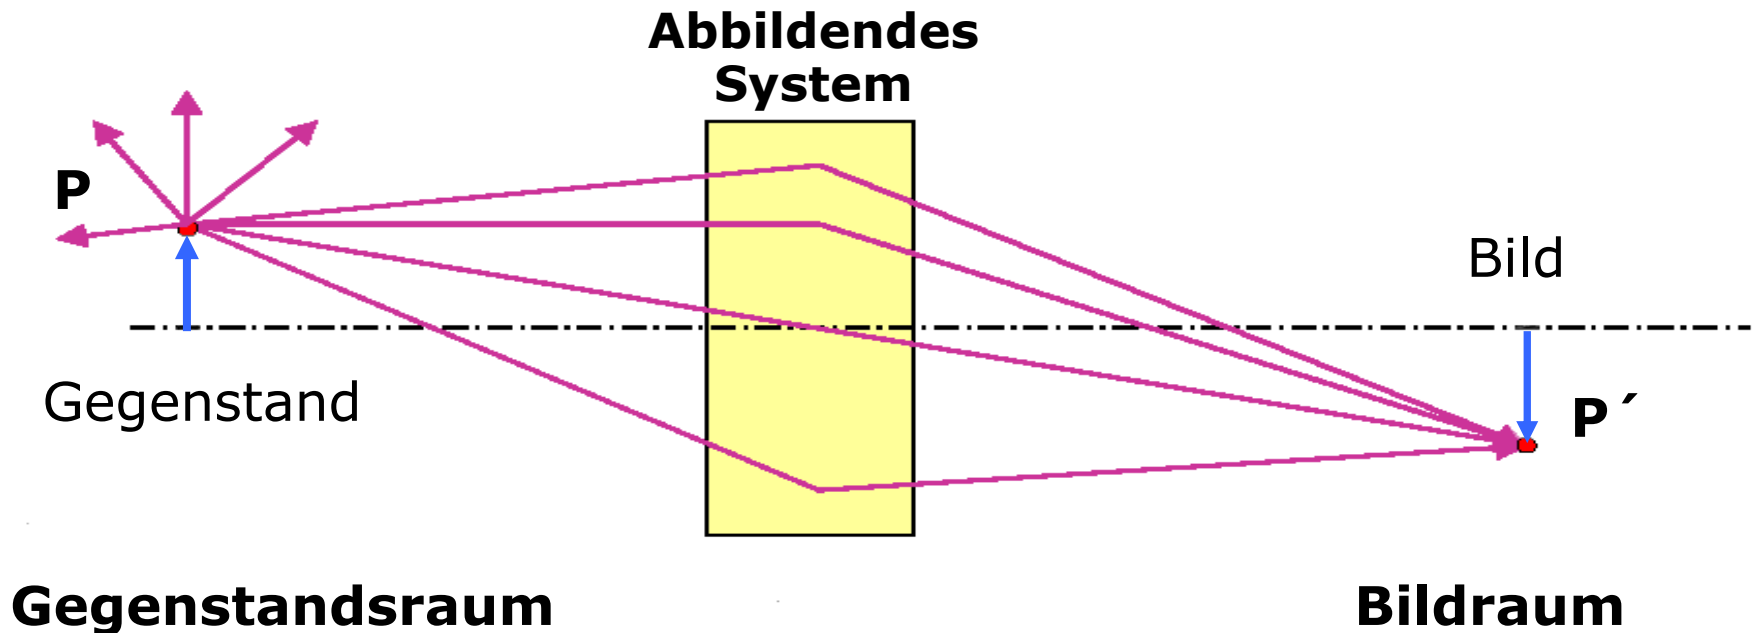 Abbildendes
System
P
Bild
Gegenstand
P´
Gegenstandsraum
Bildraum